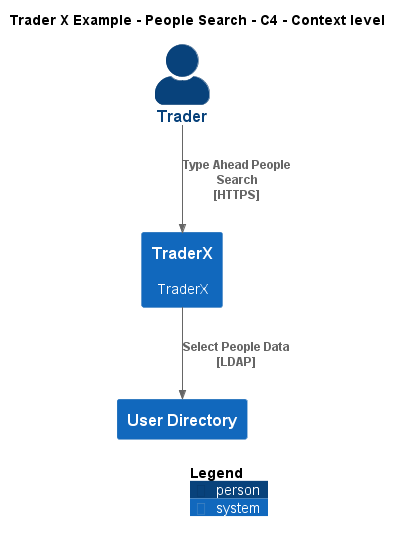 Trader X Example - People Search - C4 - Context level
Trader
Type Ahead People
Search
[HTTPS]
TraderX
TraderX
Select People Data
[LDAP]
User Directory
Legend
person
system